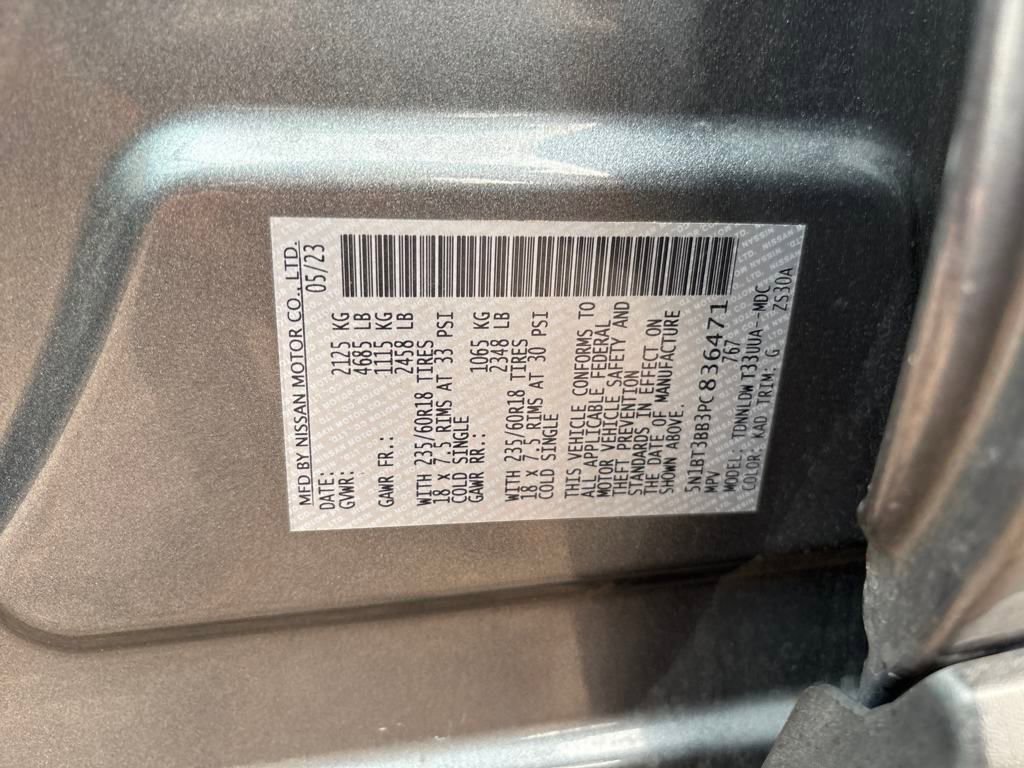 MFD BY NISSAN MOTOR CO., LTD.
DATE: 05/23
GVWR: 2125 KG
4685 LB
GAWR FR.: 1115 KG
2458 LB
WITH 235/60R18 TIRES
18 X 7.5 RIMS AT 33 PSI
COLD SINGLE
GAWR RR.: 1065 KG
2348 LB
WITH 235/60R18 TIRES
18 X 7.5 RIMS AT 30 PSI
COLD SINGLE
THIS VEHICLE CONFORMS TO
ALL APPLICABLE FEDERAL
MOTOR VEHICLE SAFETY AND
THEFT PREVENTION
STANDARDS IN EFFECT ON
THE DATE OF MANUFACTURE
SHOWN ABOVE.
5N1BT3BB3PC836471
MPV 767
MODEL: TDNNLDW T33UUA--MDC
COLOR: KAD TRIM: G ZS30A